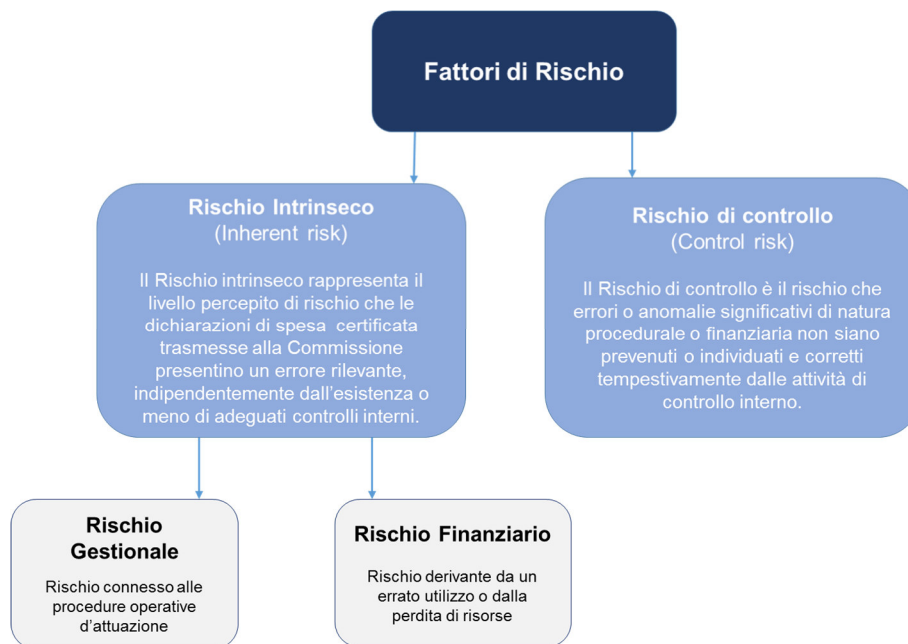 Fattori di Rischio
Rischio Intrinseco
(Inherent risk)
Il Rischio intrinseco rappresenta il
livello percepito di rischio che le
dichiarazioni di spesa certificata
trasmesse alla Commissione
presentino un errore rilevante,
indipendentemente dall'esistenza o
meno di adeguati controlli interni.
Rischio di controllo
(Control risk)
Il Rischio di controllo è il rischio che
errori o anomalie significativi di natura
procedurale o finanziaria non siano
prevenuti o individuati e corretti
tempestivamente dalle attività di
controllo interno.
Rischio
Gestionale
Rischio connesso alle
procedure operative
d'attuazione
Rischio Finanziario
Rischio derivante da un
errato utilizzo o dalla
perdita di risorse